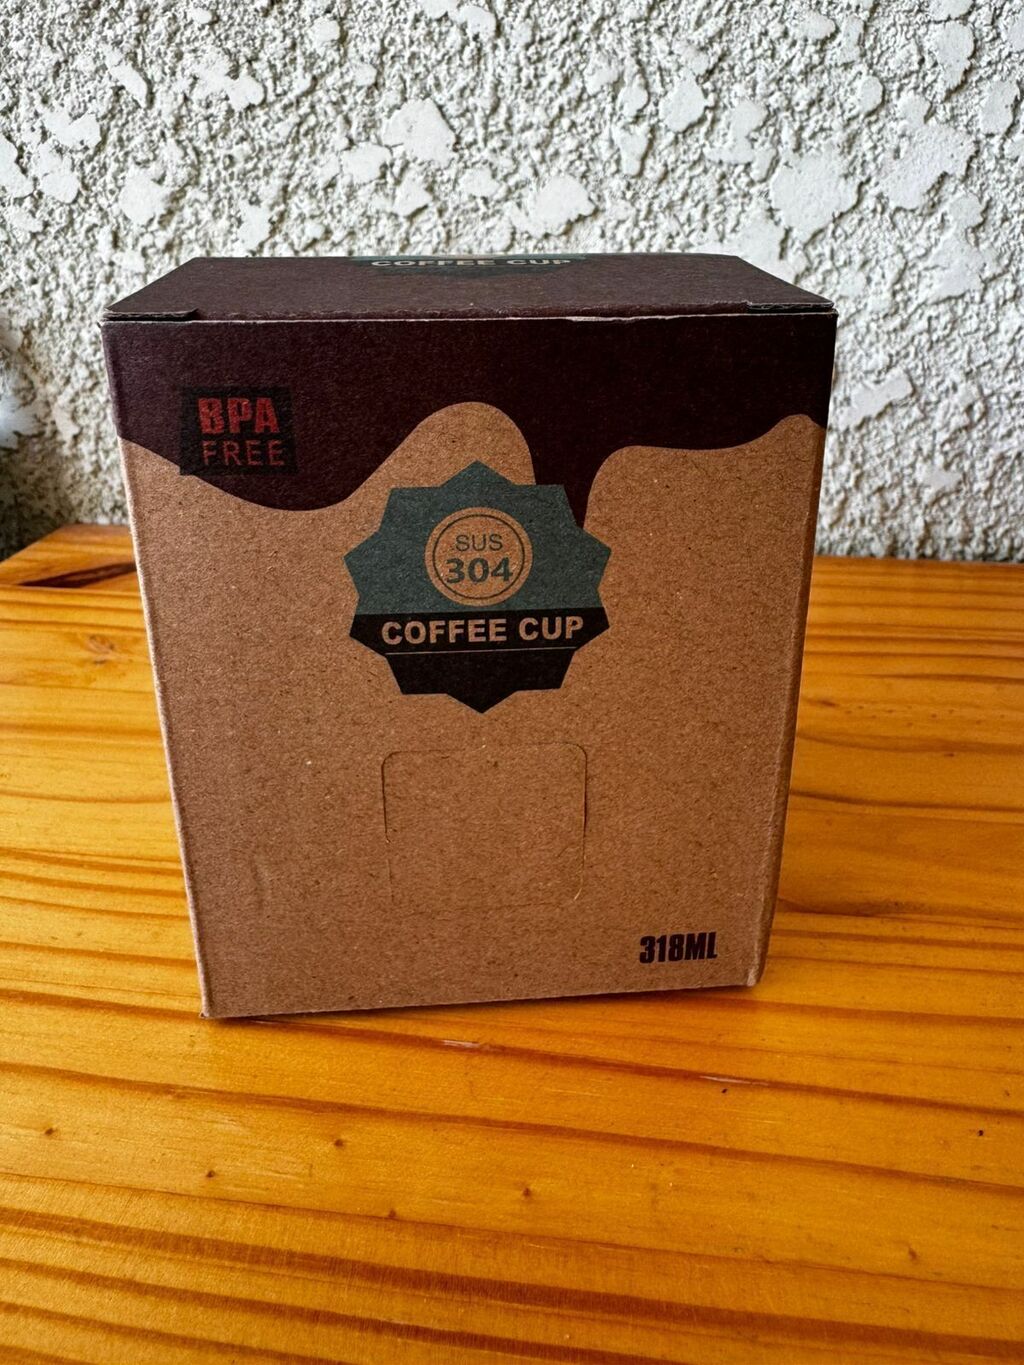 COFFEE CUP
BPA
FREE
SUS
304
COFFEE CUP
318ML